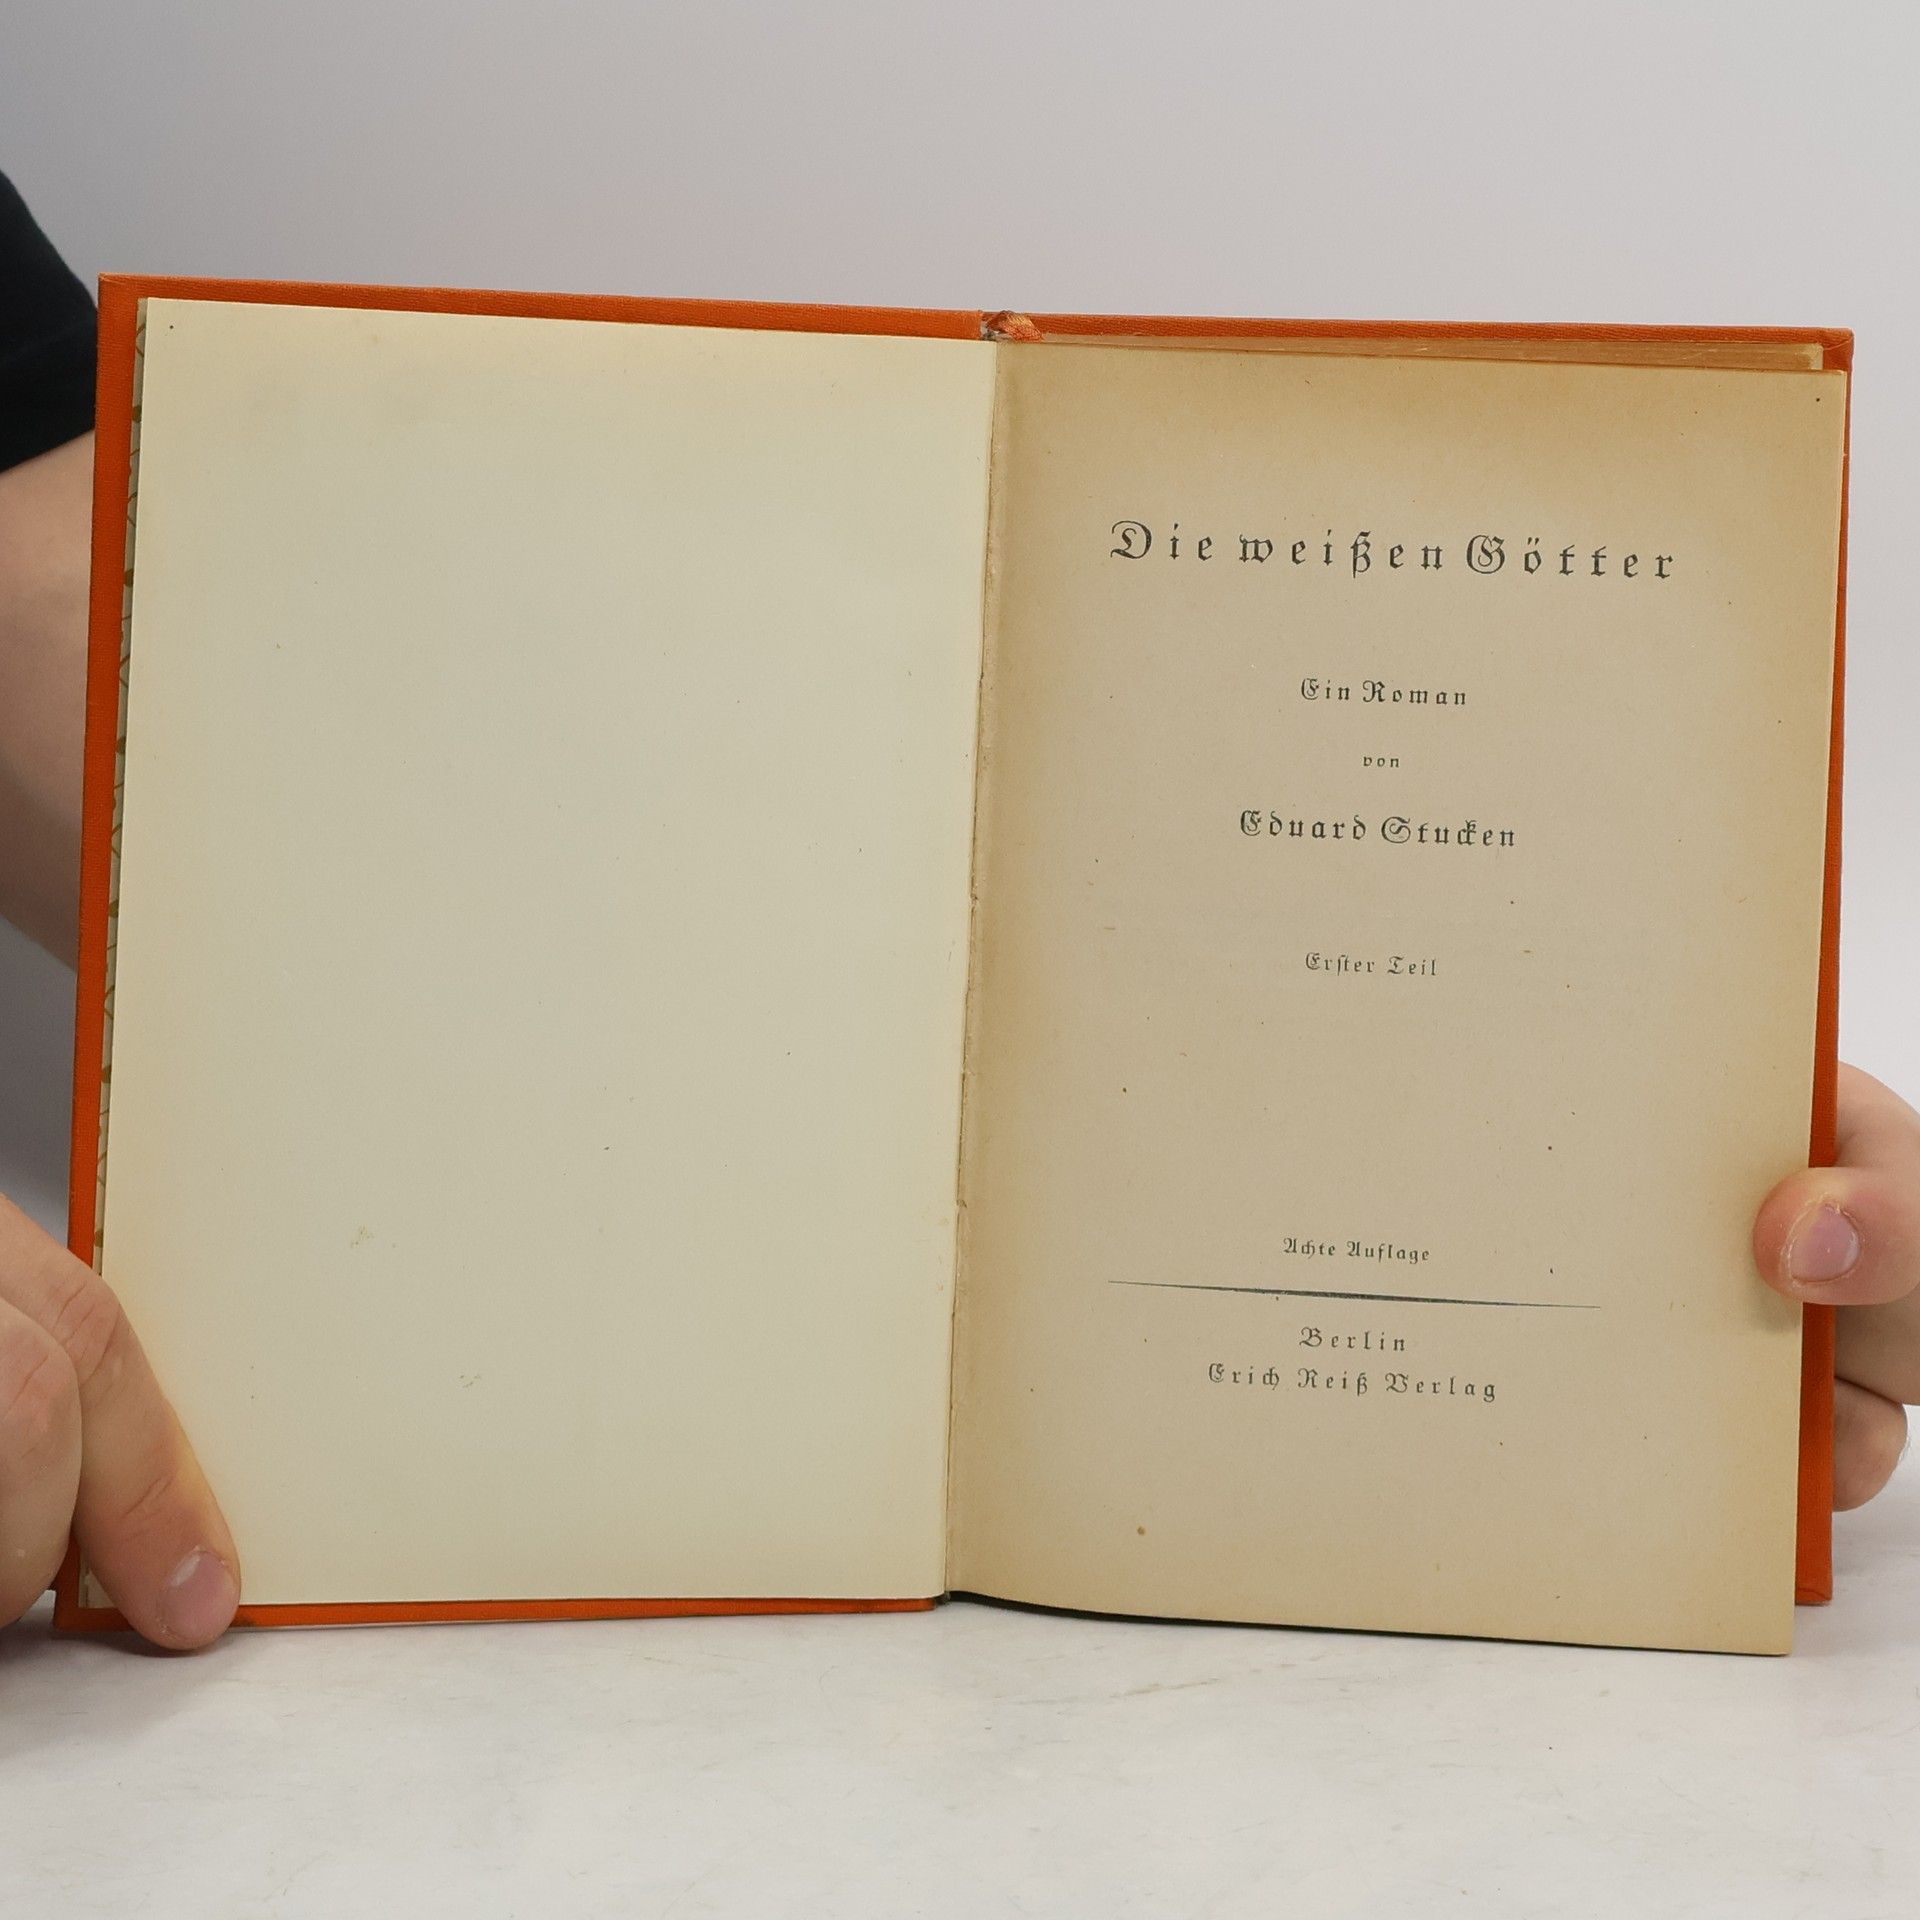 Die weißen Götter
Ein Roman
von
Eduard Stucken
Erſter Teil
Achte Auflage
Berlin
Erich Reiß Verlag